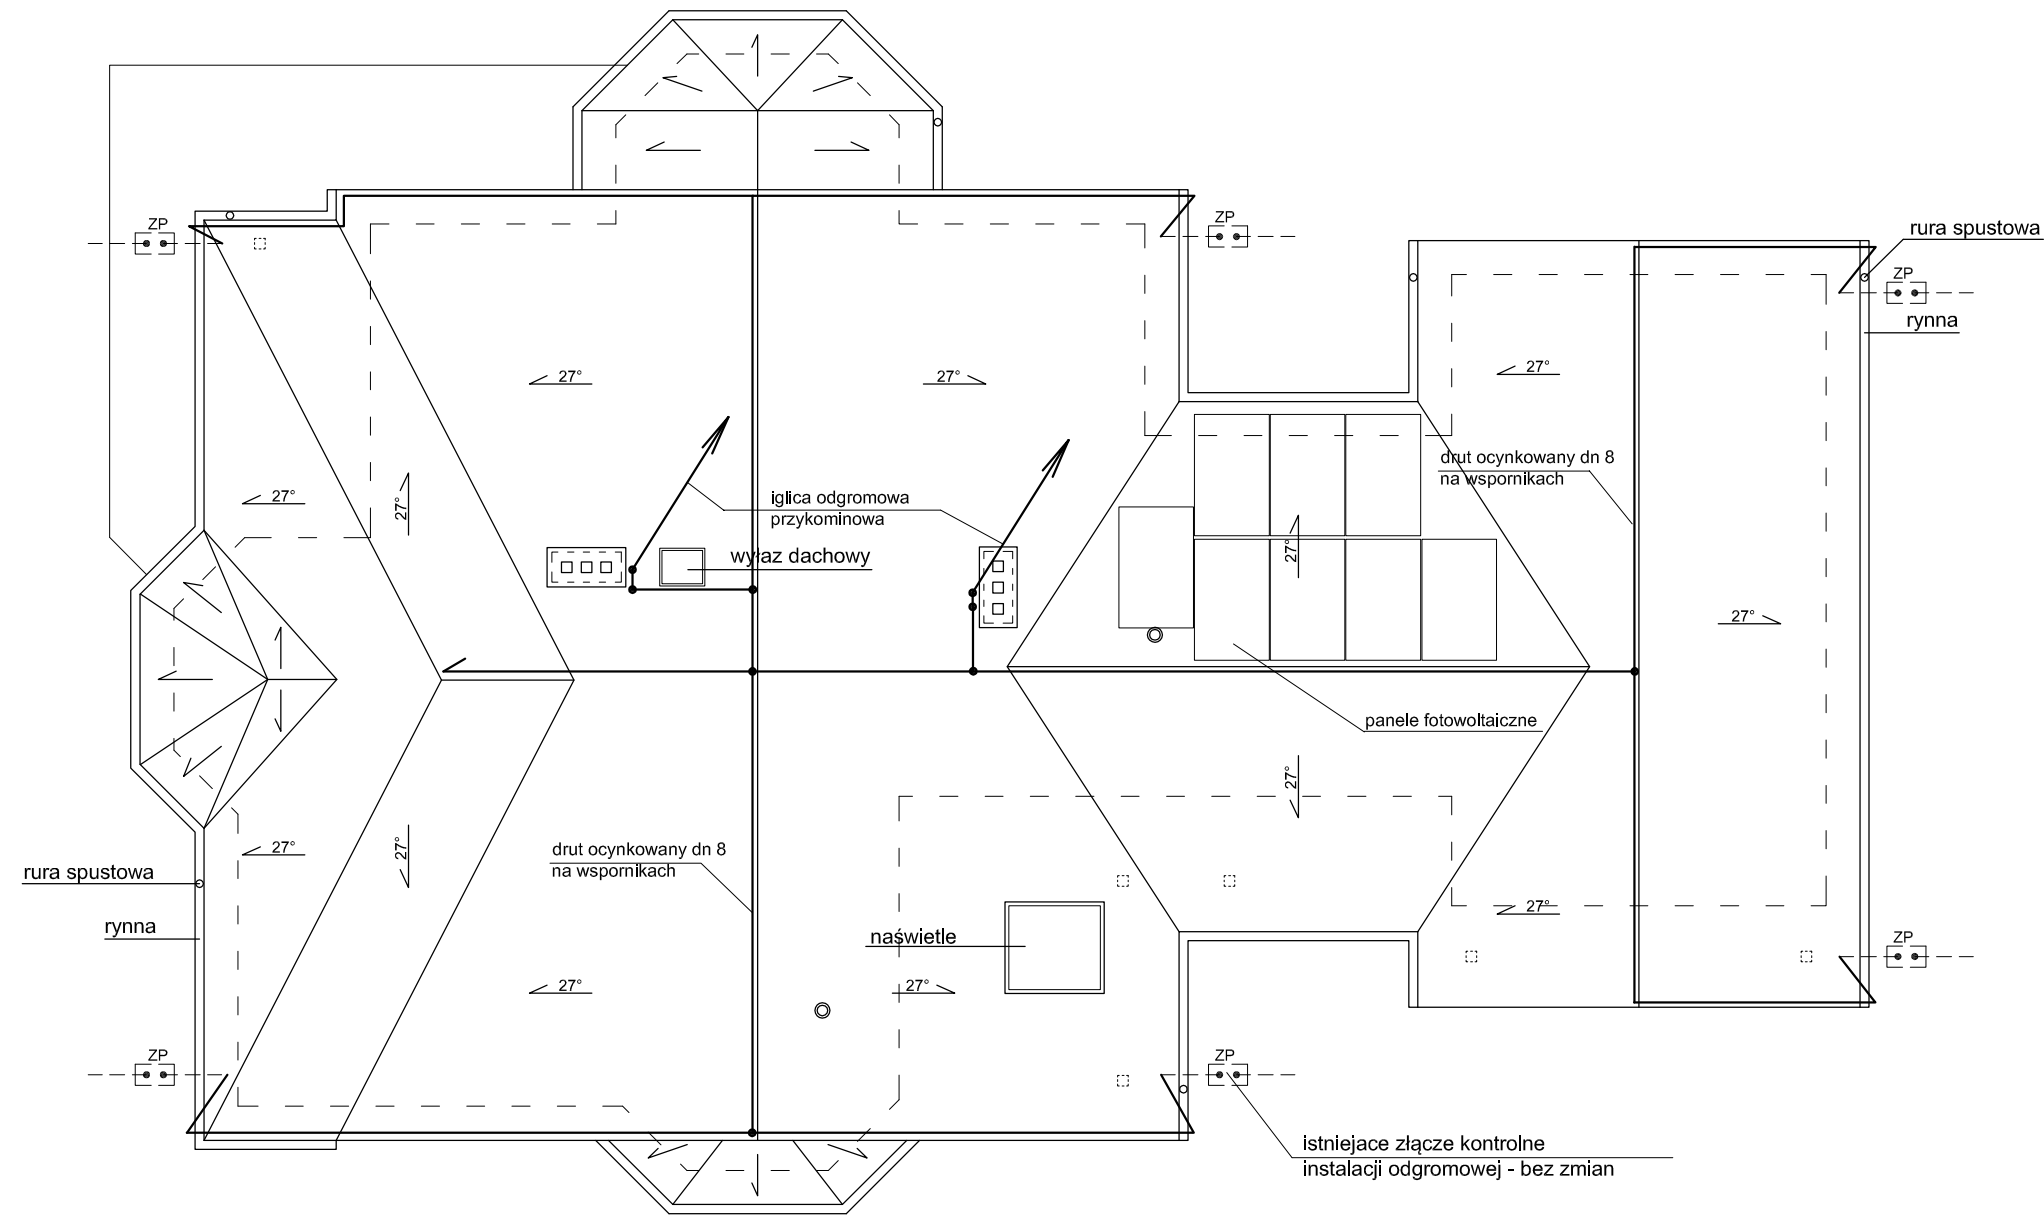 ZP
ZP
rura spustowa
ZP
rynna
27°
27°
27°
drut ocynkowany dn 8
na wspornikach
iglica odgromowa
przykominowa
27°
27°
wyłaz dachowy
27°
27°
panele fotowoltaiczne
27°
27°
27°
drut ocynkowany dn 8
na wspornikach
rura spustowa
rynna
27°
naświetle
ZP
27°
27°
ZP
ZP
istniejace złącze kontrolne
instalacji odgromowej - bez zmian